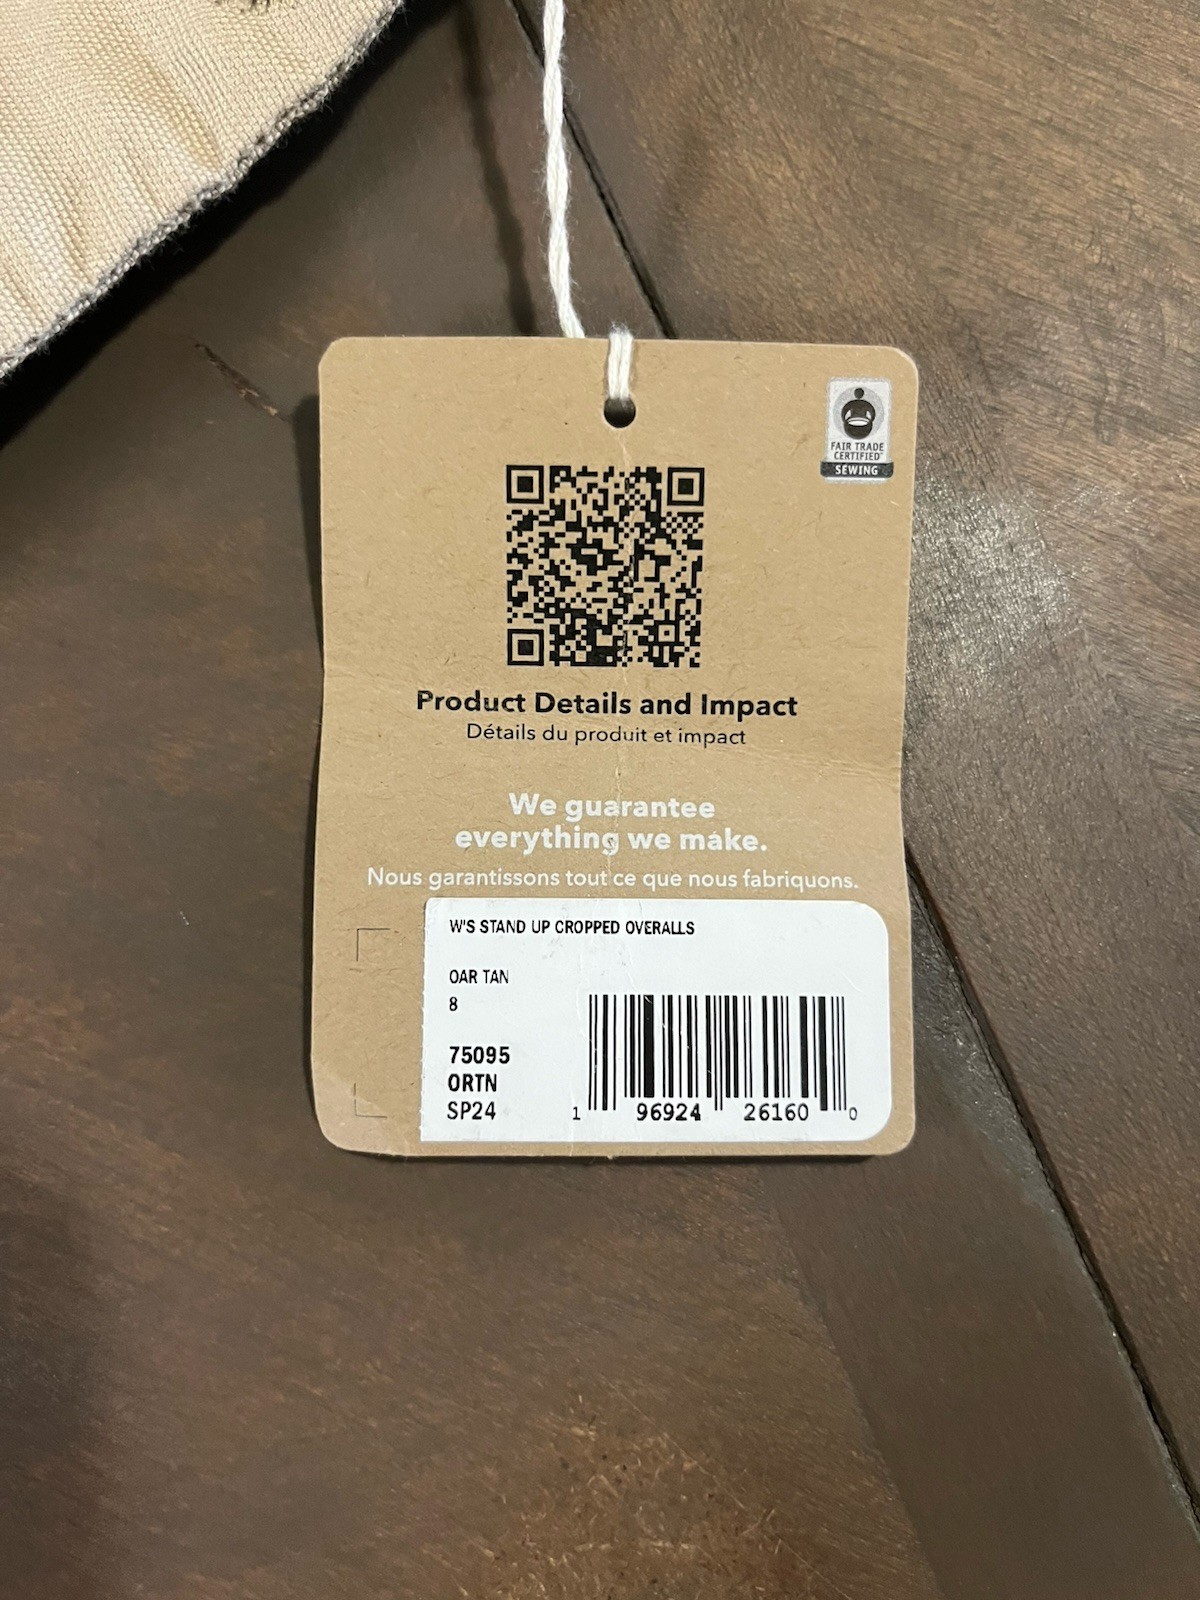 FAIR TRADE
CERTIFIED™
SEWING
Product Details and Impact
Détails du produit et impact
We guarantee
everything we make.
Nous garantissons tout ce que nous fabriquons.
W'S STAND UP CROPPED OVERALLS
OAR TAN
8
75095
ORTN
SP24
1 96924 26160 0